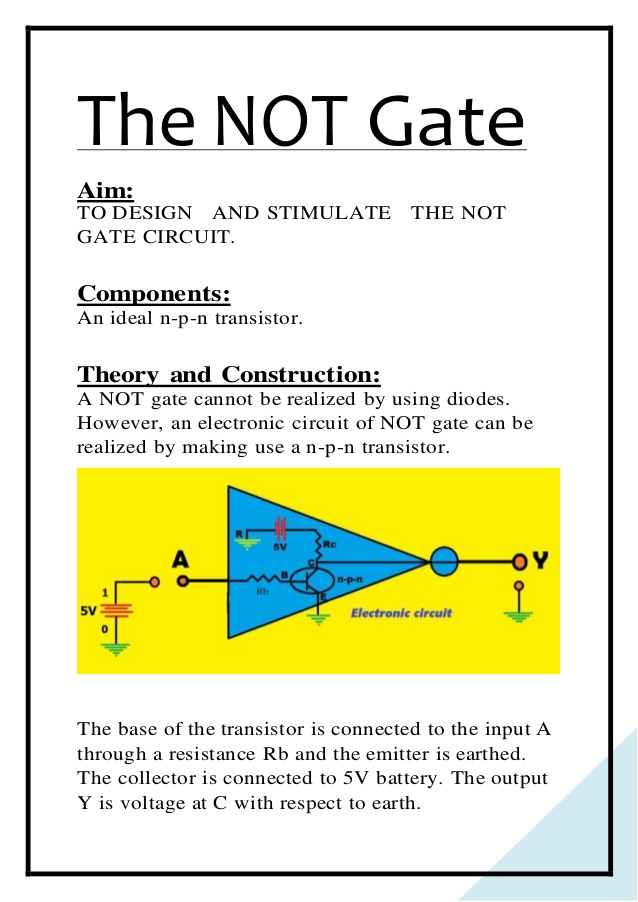 The NOT Gate
Aim:
TO DESIGN AND STIMULATE THE NOT
GATE CIRCUIT.
Components:
An ideal n-p-n transistor.
Theory and Construction:
A NOT gate cannot be realized by using diodes.
However, an electronic circuit of NOT gate can be
realized by making use a n-p-n transistor.
R
5V
Rc
C
A
B
n-p-n
Y
Rb
E
1
5V
0
Electronic circuit
The base of the transistor is connected to the input A
through a resistance Rb and the emitter is earthed.
The collector is connected to 5V battery. The output
Y is voltage at C with respect to earth.